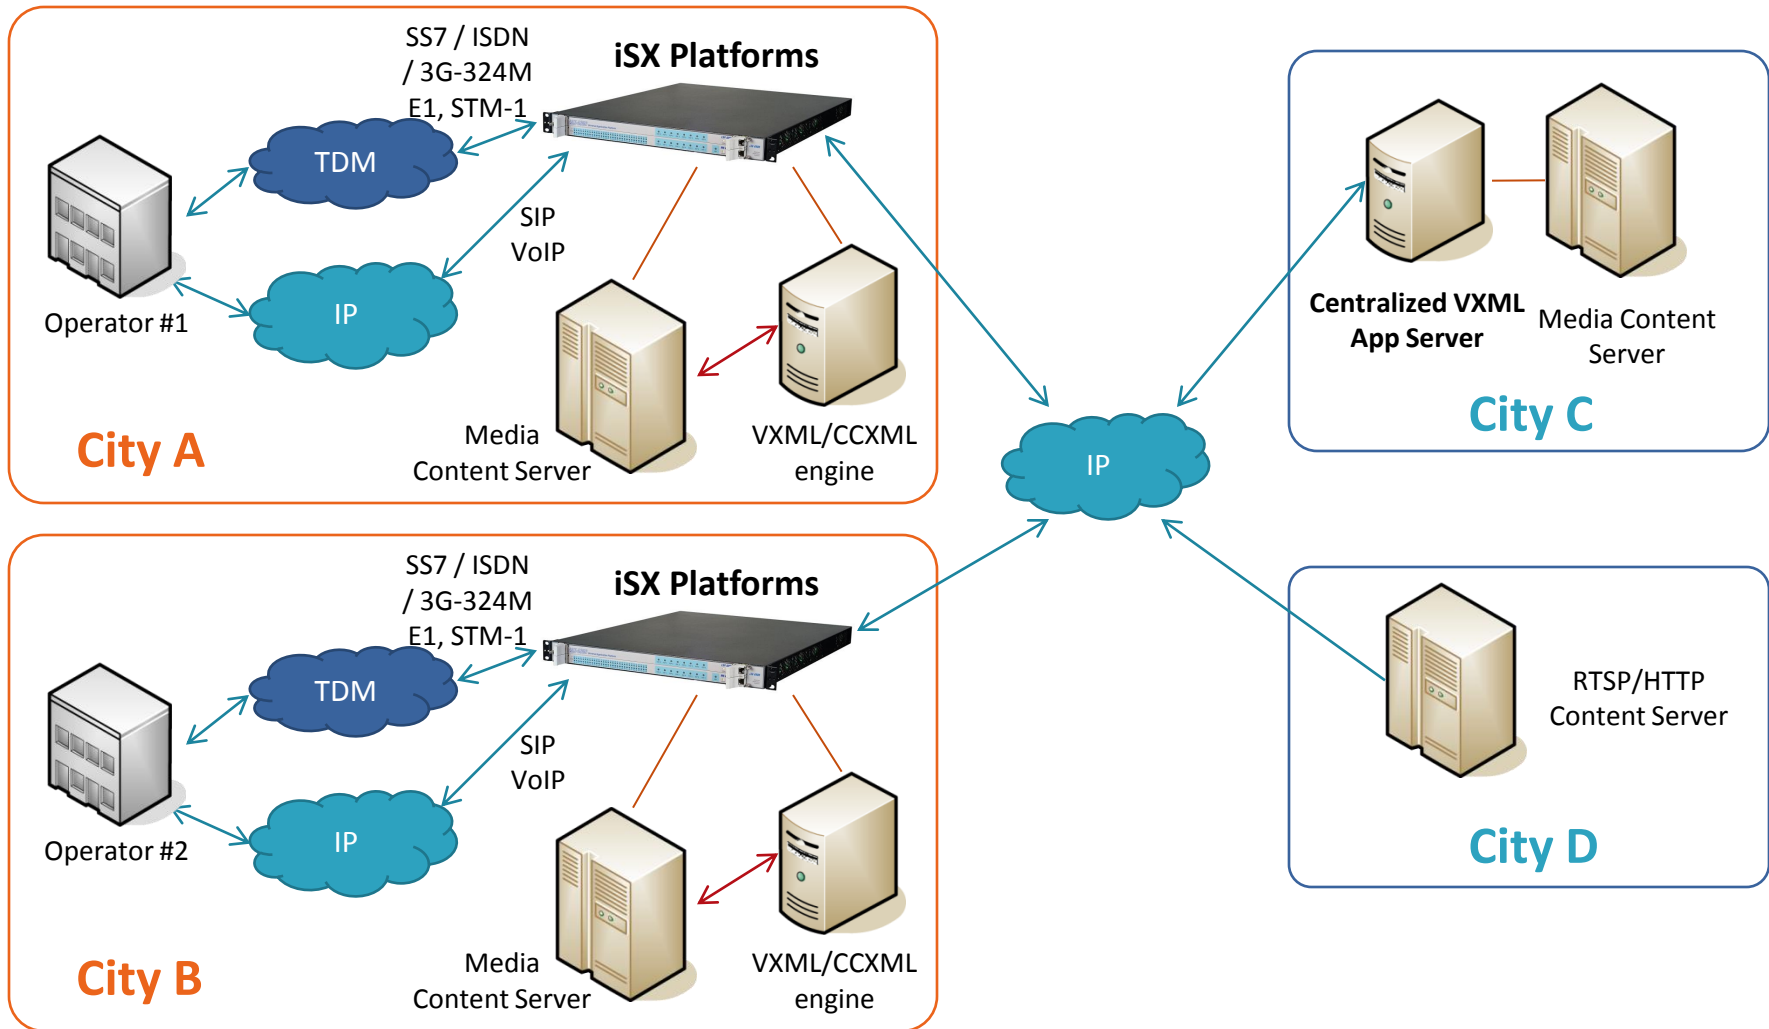 SS7 / ISDN
/ 3G-324M
E1, STM-1
iSX Platforms
TDM
SIP
VoIP
IP
Operator #1
Media
Content Server
VXML/CCXML
engine
City A
SS7 / ISDN
/ 3G-324M
E1, STM-1
iSX Platforms
TDM
SIP
VoIP
IP
Operator #2
Media
Content Server
VXML/CCXML
engine
City B
IP
Centralized VXML
App Server
Media Content
Server
City C
RTSP/HTTP
Content Server
City D